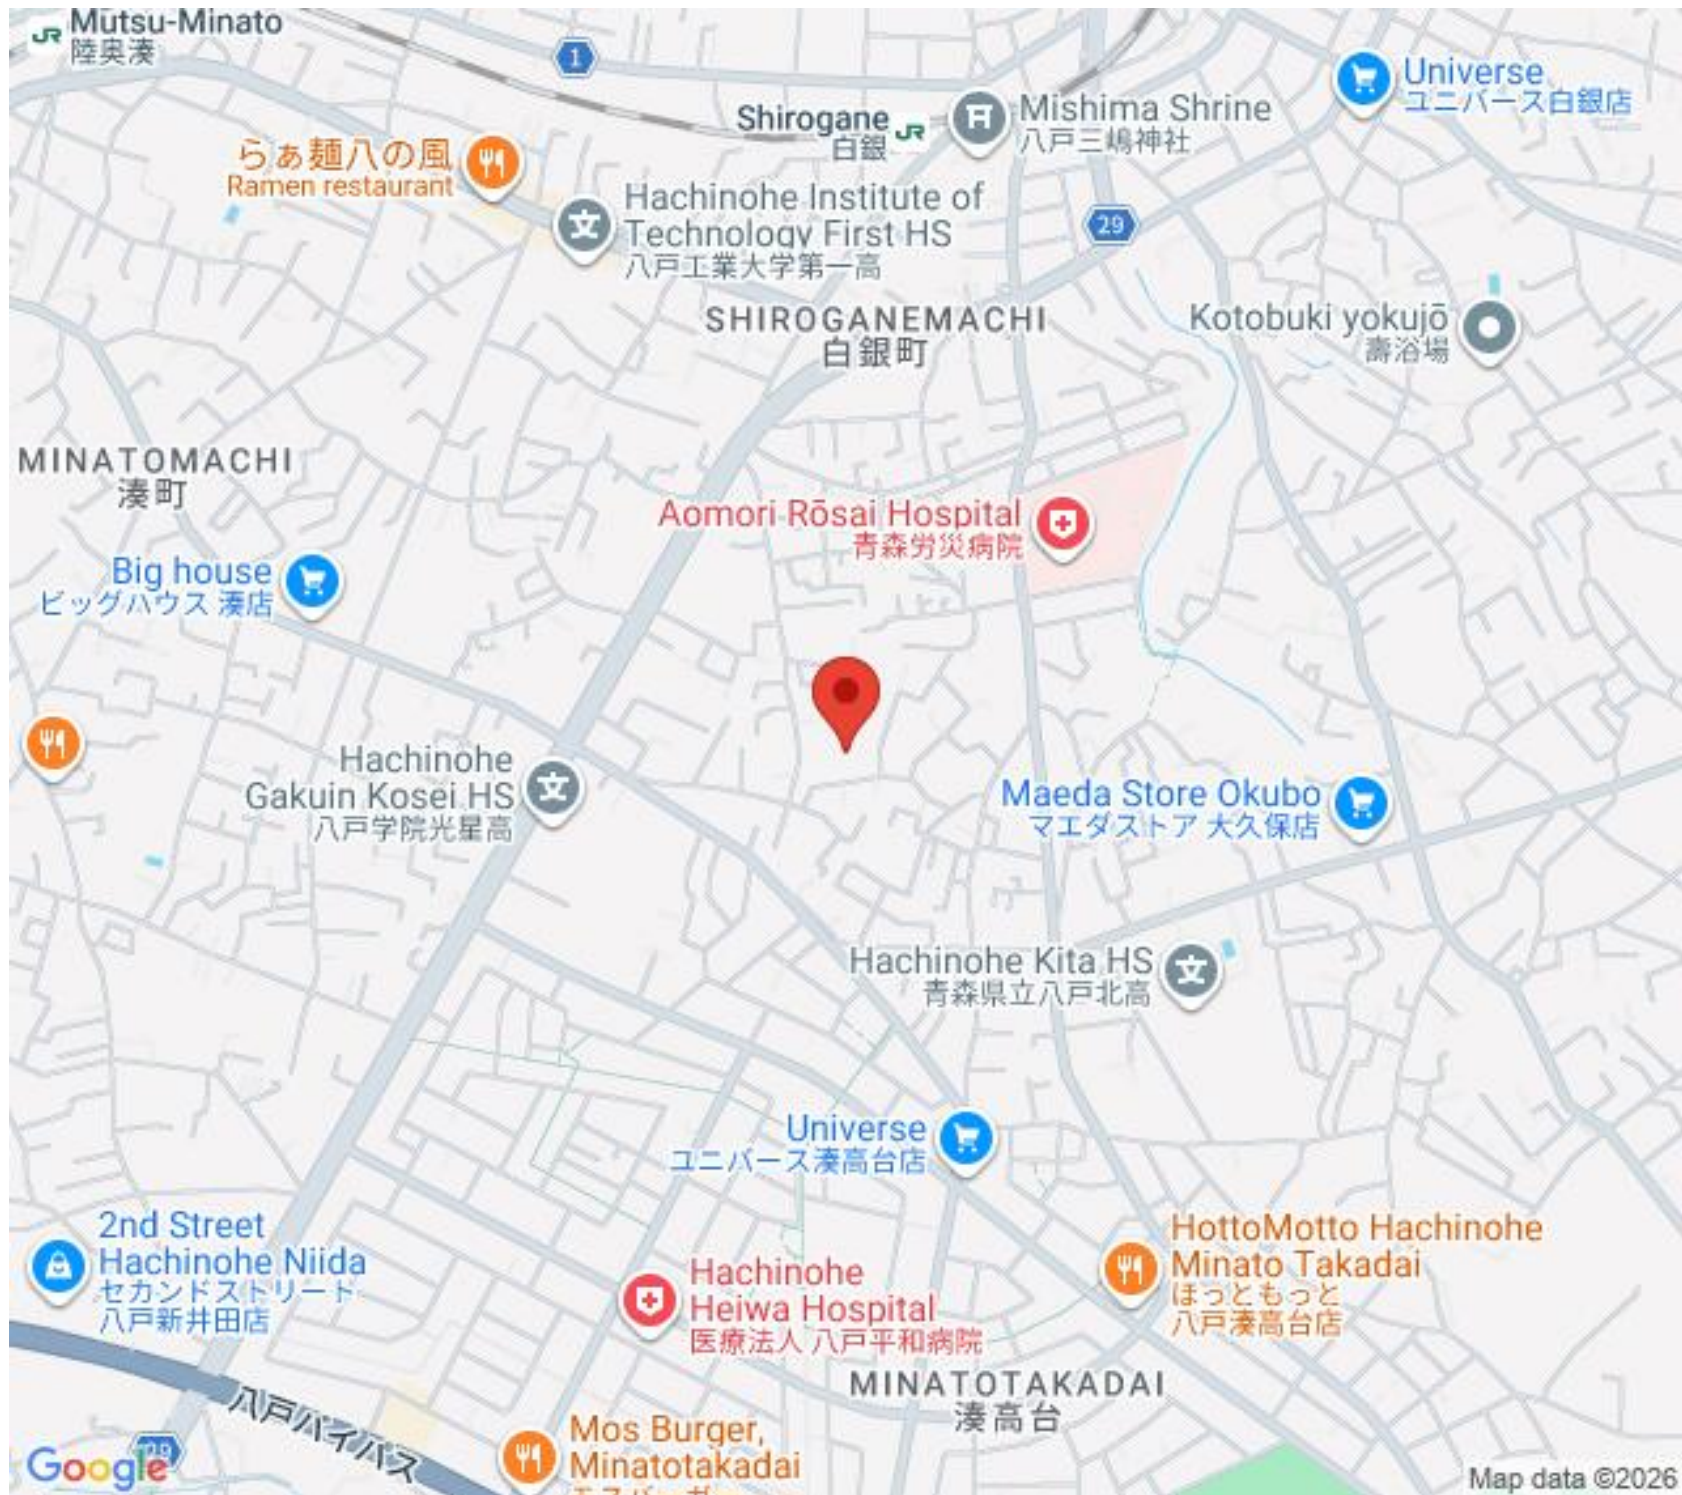 Mutsu-Minato
陸奥湊
1
Universe
ユニバース白銀店
Shirogane
白銀
Mishima Shrine
八戸三嶋神社
らぁ麺八の風
Ramen restaurant
Hachinohe Institute of
Technology First HS
八戸工業大学第一高
29
SHIROGANEMACHI
白銀町
Kotobuki yokujō
壽浴場
MINATOMACHI
湊町
Aomori Rōsai Hospital
青森労災病院
Big house
ビッグハウス 湊店
Hachinohe
Gakuin Kosei HS
八戸学院光星高
Maeda Store Okubo
マエダストア 大久保店
Hachinohe Kita HS
青森県立八戸北高
Universe
ユニバース湊高台店
2nd Street
Hachinohe Niida
セカンドストリート
八戸新井田店
HottoMotto Hachinohe
Minato Takadai
ほっともっと
八戸湊高台店
Hachinohe
Heiwa Hospital
医療法人 八戸平和病院
MINATOTAKADAI
湊高台
八戸バイパス
Mos Burger,
Minatotakadai
29
Google
Map data ©2026